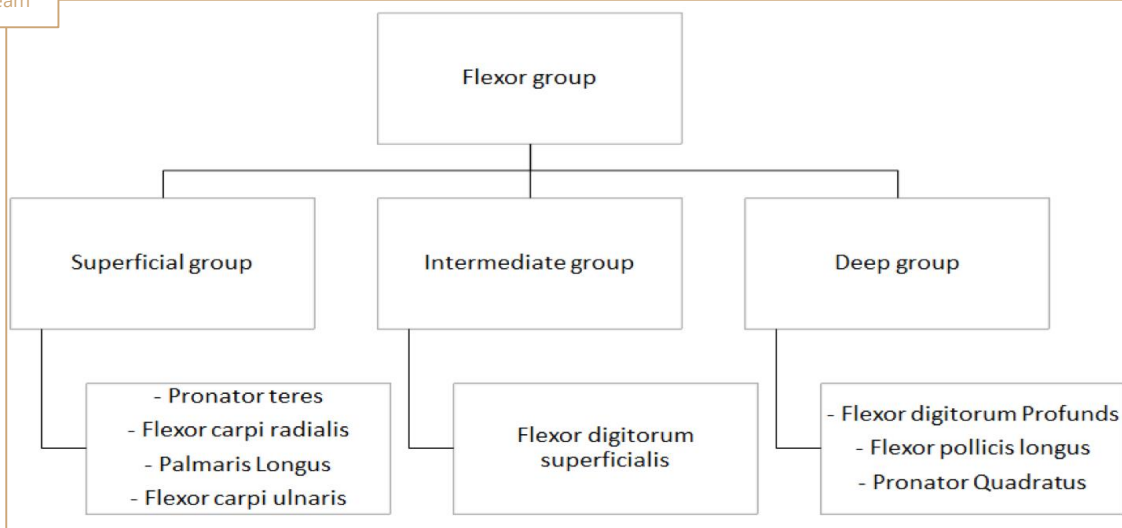 eam
Flexor group
Superficial group
Intermediate group
Deep group
- Pronator teres
- Flexor carpi radialis
- Palmaris Longus
- Flexor carpi ulnaris
Flexor digitorum
superficialis
- Flexor digitorum Profunds
- Flexor pollicis longus
- Pronator Quadratus